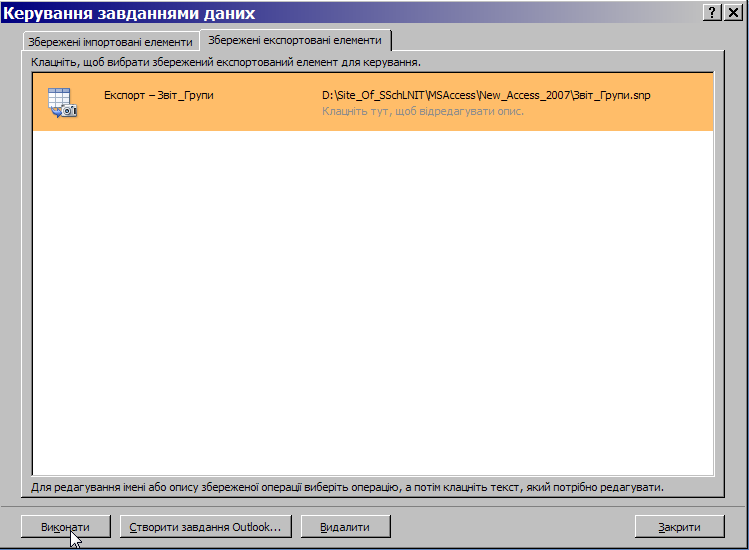 Керування завданнями даних
Збережені імпортовані елементи
Збережені експортовані елементи
Клацніть, щоб вибрати збережений експортований елемент для керування.
Експорт – Звіт_Групи
D:\Site_Of_SSchLNIT\MSAccess\New_Access_2007\Звіт_Групи.snp
Клацніть тут, щоб відредагувати опис.
Для редагування імені або опису збереженої операції виберіть операцію, а потім клацніть текст, який потрібно редагувати.
Виконати
Створити завдання Outlook...
Видалити
Закрити